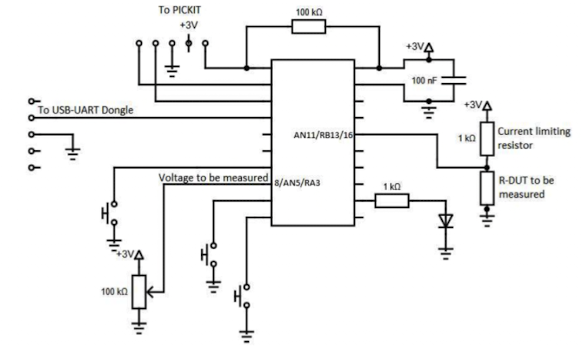 To PICKIT
+3V
100 kΩ
+3V
100 nF
To USB-UART Dongle
+3V
AN11/RB13/16
1 kΩ
Current limiting
resistor
Voltage to be measured
8/AN5/RA3
1 kΩ
R-DUT to be
measured
+3V
100 kΩ